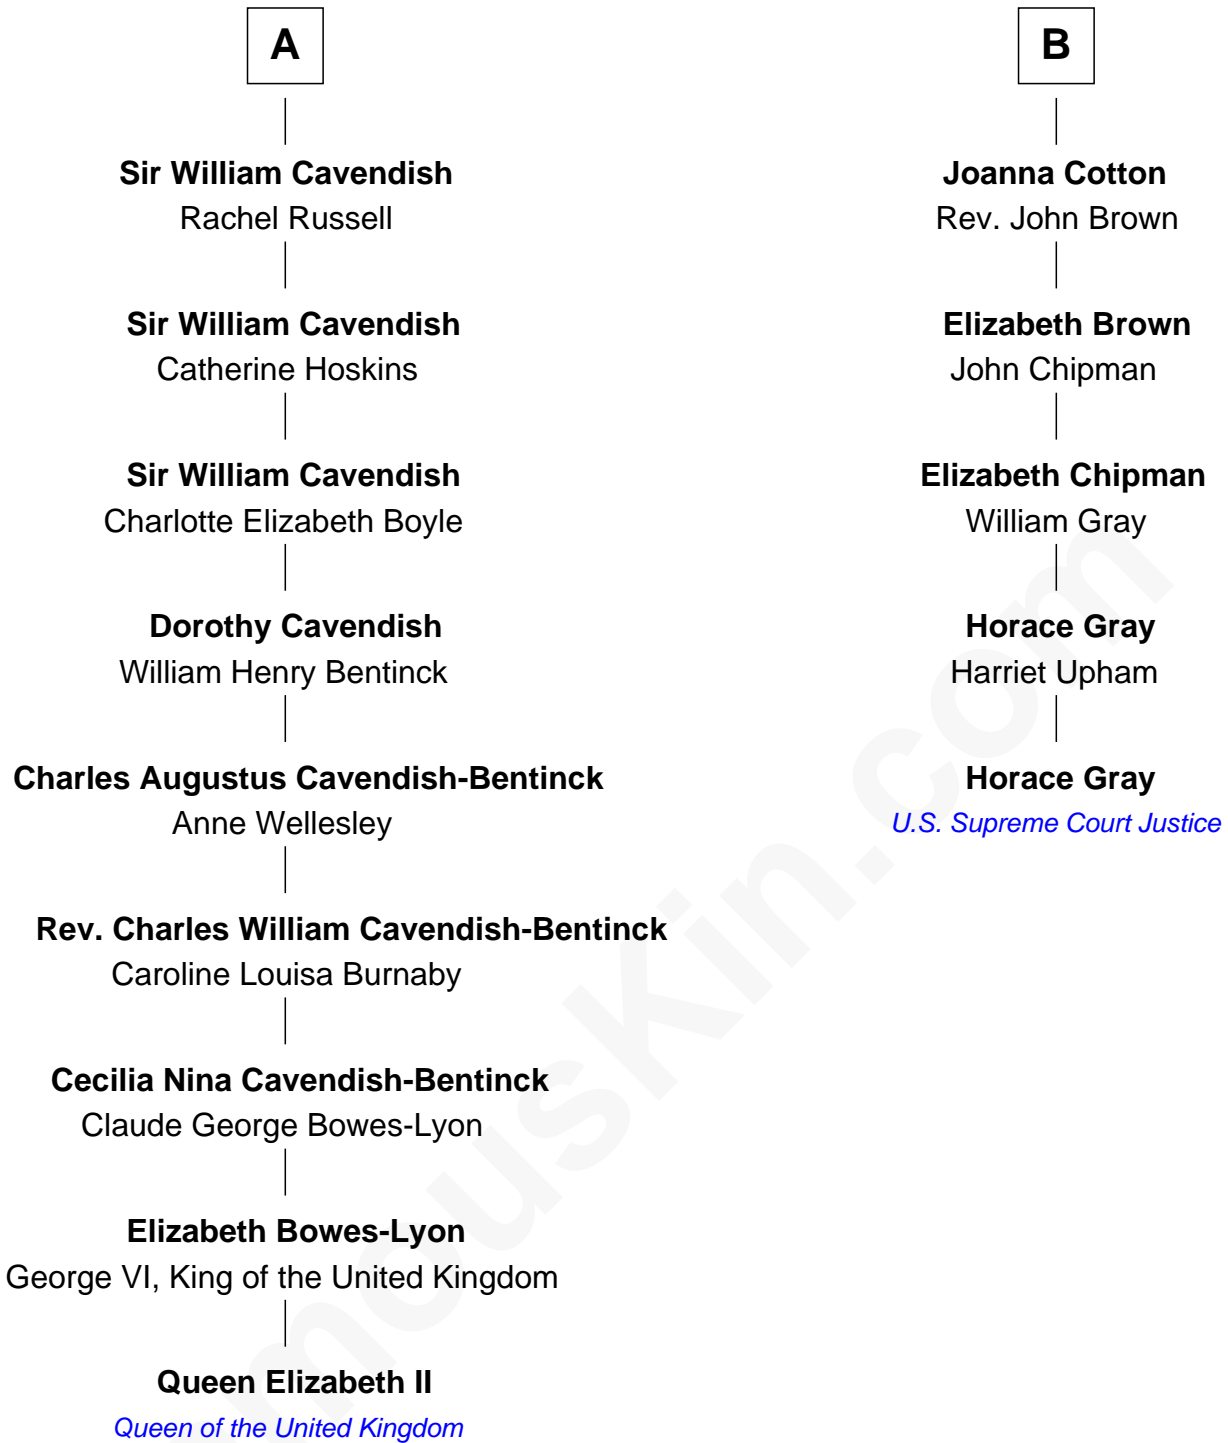 A
Sir William Cavendish
Rachel Russell
Sir William Cavendish
Catherine Hoskins
Sir William Cavendish
Charlotte Elizabeth Boyle
Dorothy Cavendish
William Henry Bentinck
Charles Augustus Cavendish-Bentinck
Anne Wellesley
Rev. Charles William Cavendish-Bentinck
Caroline Louisa Burnaby
Cecilia Nina Cavendish-Bentinck
Claude George Bowes-Lyon
Elizabeth Bowes-Lyon
George VI, King of the United Kingdom
Queen Elizabeth II
Queen of the United Kingdom
B
Joanna Cotton
Rev. John Brown
Elizabeth Brown
John Chipman
Elizabeth Chipman
William Gray
Horace Gray
Harriet Upham
Horace Gray
U.S. Supreme Court Justice
mousKin.com